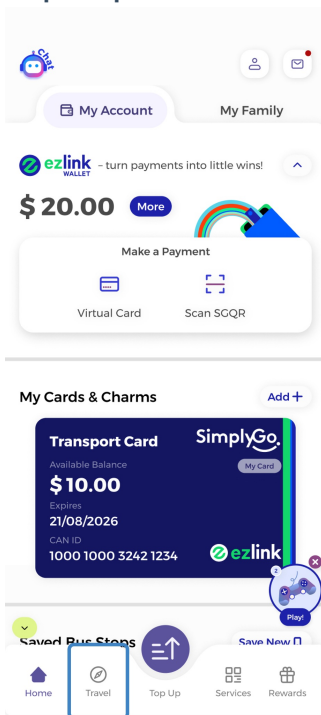 Chat
My Account
My Family
ezlink
WALLET
– turn payments into little wins!
$ 20.00
More
Make a Payment
Virtual Card
Scan SGQR
My Cards & Charms
Add +
Transport Card
SimplyGo.
Available Balance
My Card
$ 10.00
Expires
21/08/2026
CAN ID
1000 1000 3242 1234
ezlink
2
Play!
Saved Bus Stops
Save New
Home
Travel
Top Up
Services
Rewards